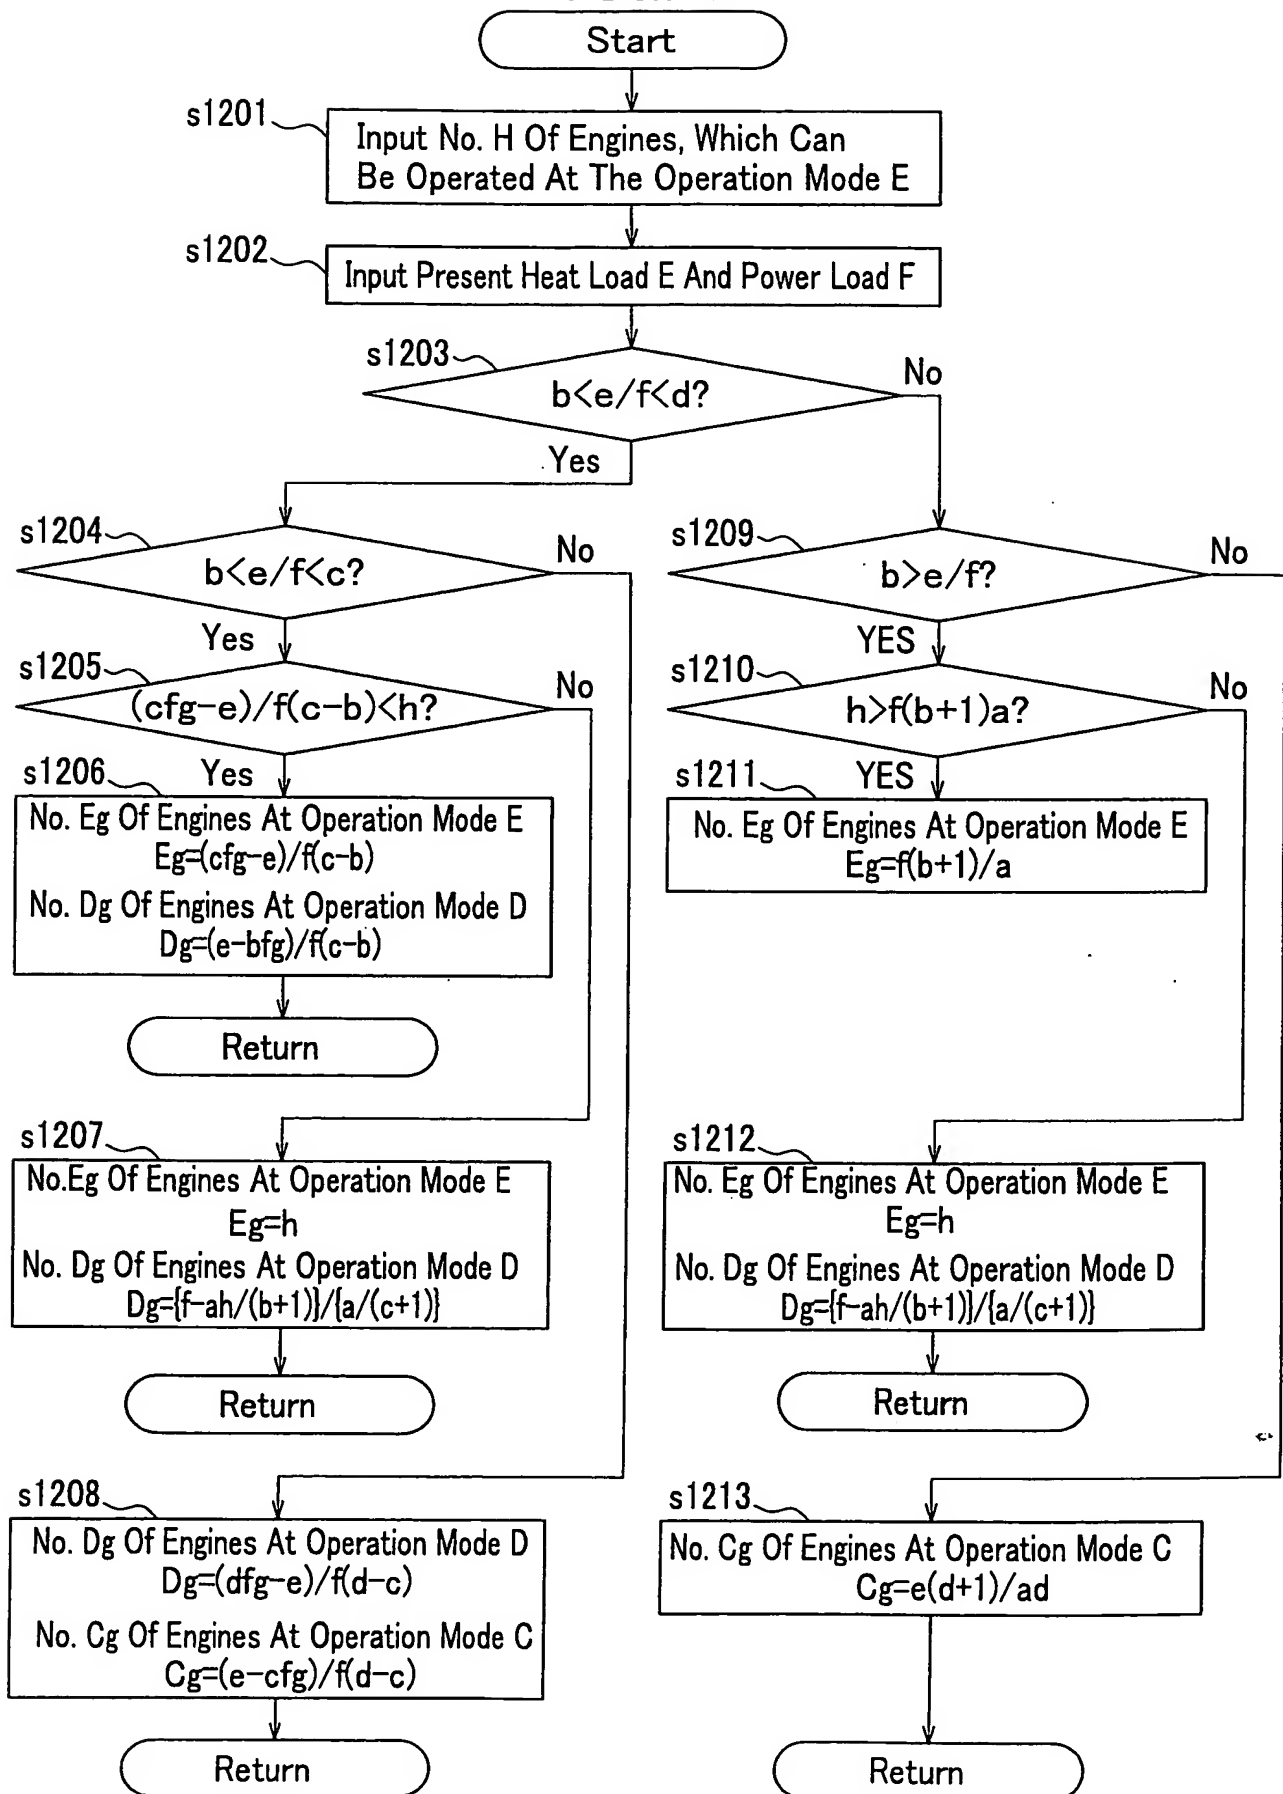 Start
s1201
Input No. H Of Engines, Which Can
Be Operated At The Operation Mode E
s1202
Input Present Heat Load E And Power Load F
s1203
b<e/f<d?
No
Yes
s1204
b<e/f<c?
No
Yes
s1205
(cfg-e)/f(c-b)<h?
No
Yes
s1206
No. Eg Of Engines At Operation Mode E
Eg=(cfg-e)/f(c-b)
No. Dg Of Engines At Operation Mode D
Dg=(e-bfg)/f(c-b)
Return
s1207
No.Eg Of Engines At Operation Mode E
Eg=h
No. Dg Of Engines At Operation Mode D
Dg={f-ah/(b+1)}/{a/(c+1)}
Return
s1208
No. Dg Of Engines At Operation Mode D
Dg=(dfg-e)/f(d-c)
No. Cg Of Engines At Operation Mode C
Cg=(e-cfg)/f(d-c)
Return
s1209
b>e/f?
No
YES
s1210
h>f(b+1)a?
No
YES
s1211
No. Eg Of Engines At Operation Mode E
Eg=f(b+1)/a
s1212
No. Eg Of Engines At Operation Mode E
Eg=h
No. Dg Of Engines At Operation Mode D
Dg={f-ah/(b+1)}/{a/(c+1)}
Return
s1213
No. Cg Of Engines At Operation Mode C
Cg=e(d+1)/ad
Return